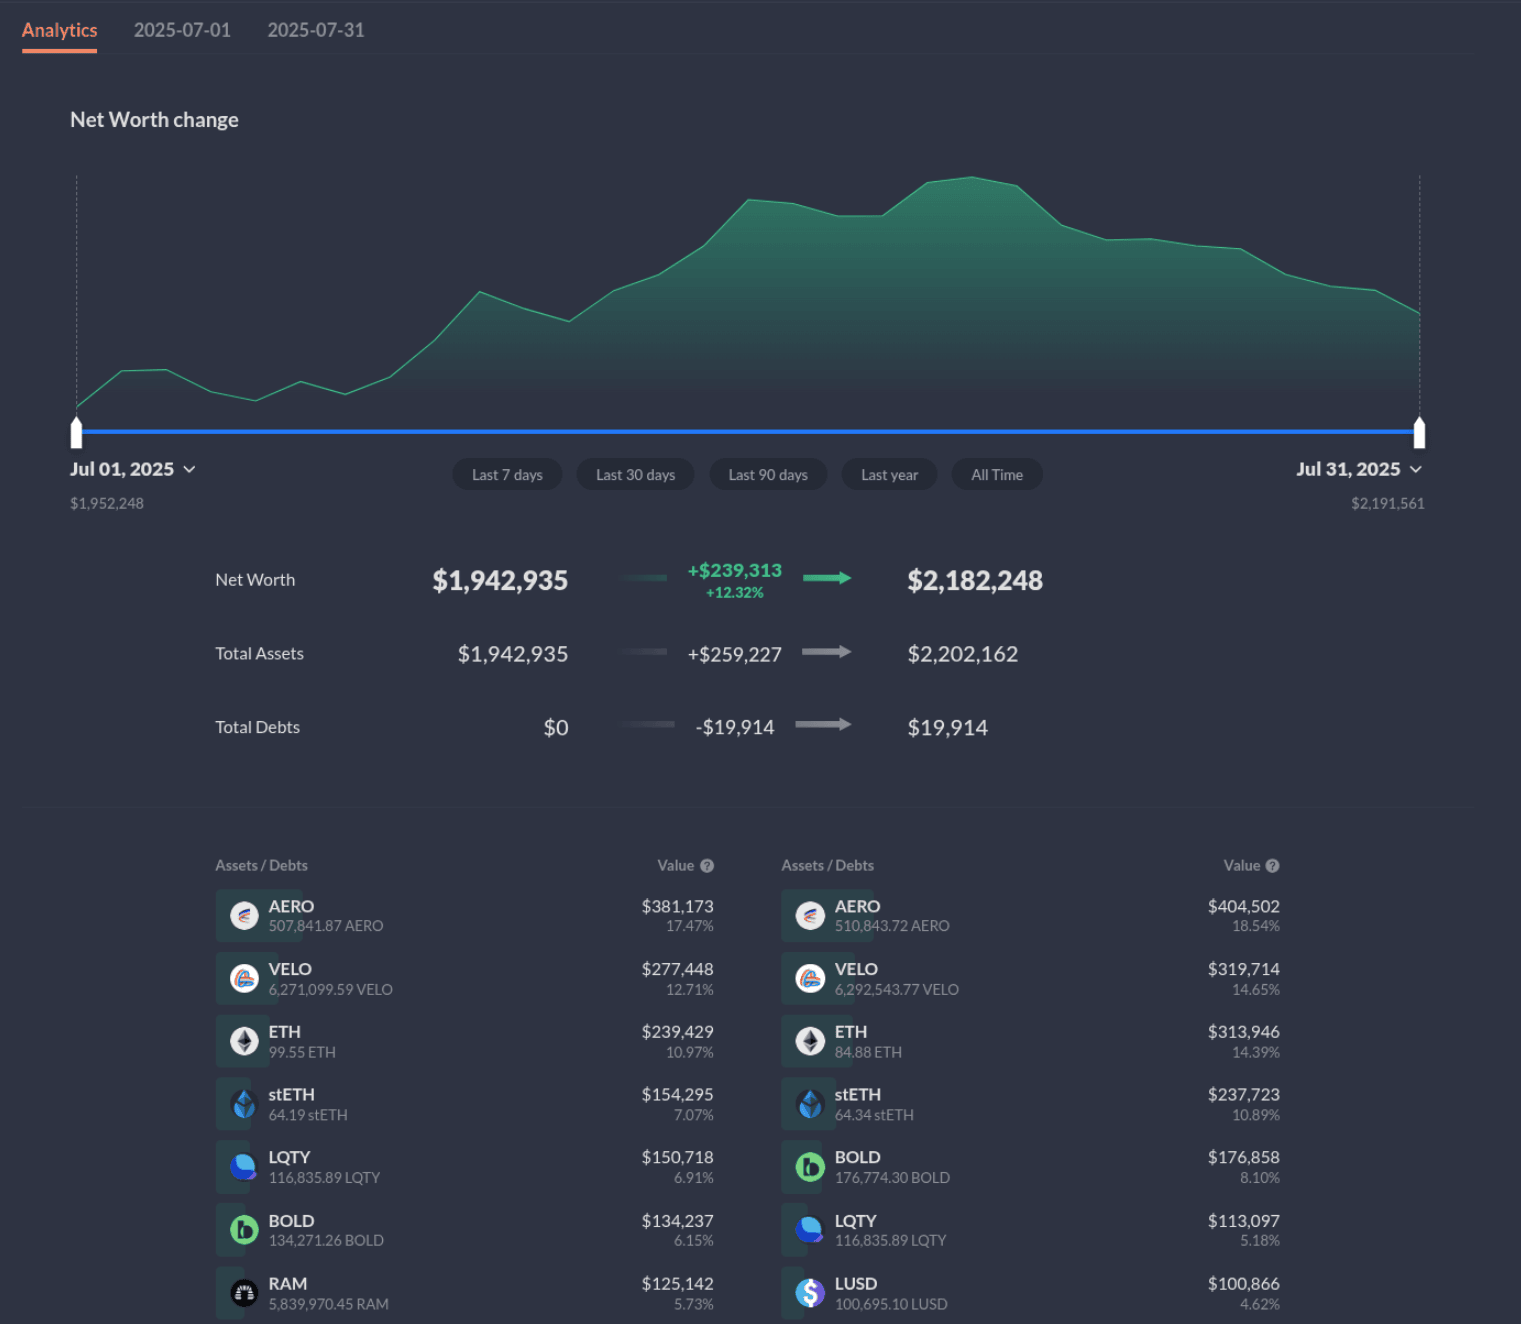 Analytics 2025-07-01 2025-07-31
Net Worth change
Jul 01, 2025 Last 7 days Last 30 days Last 90 days Last year All Time Jul 31, 2025
$1,952,248 $2,191,561
Net Worth $1,942,935 +$239,313 $2,182,248
+12.32%
Total Assets $1,942,935 +$259,227 $2,202,162
Total Debts $0 -$19,914 $19,914
Assets / Debts Value ? Assets / Debts Value ?
AERO $381,173 AERO $404,502
507,841.87 AERO 17.47% 510,843.72 AERO 18.54%
VELO $277,448 VELO $319,714
6,271,099.59 VELO 12.71% 6,292,543.77 VELO 14.65%
ETH $239,429 ETH $313,946
99.55 ETH 10.97% 84.88 ETH 14.39%
stETH $154,295 stETH $237,723
64.19 stETH 7.07% 64.34 stETH 10.89%
LQTY $150,718 BOLD $176,858
116,835.89 LQTY 6.91% 176,774.30 BOLD 8.10%
BOLD $134,237 LQTY $113,097
134,271.26 BOLD 6.15% 116,835.89 LQTY 5.18%
RAM $125,142 LUSD $100,866
5,839,970.45 RAM 5.73% 100,695.10 LUSD 4.62%